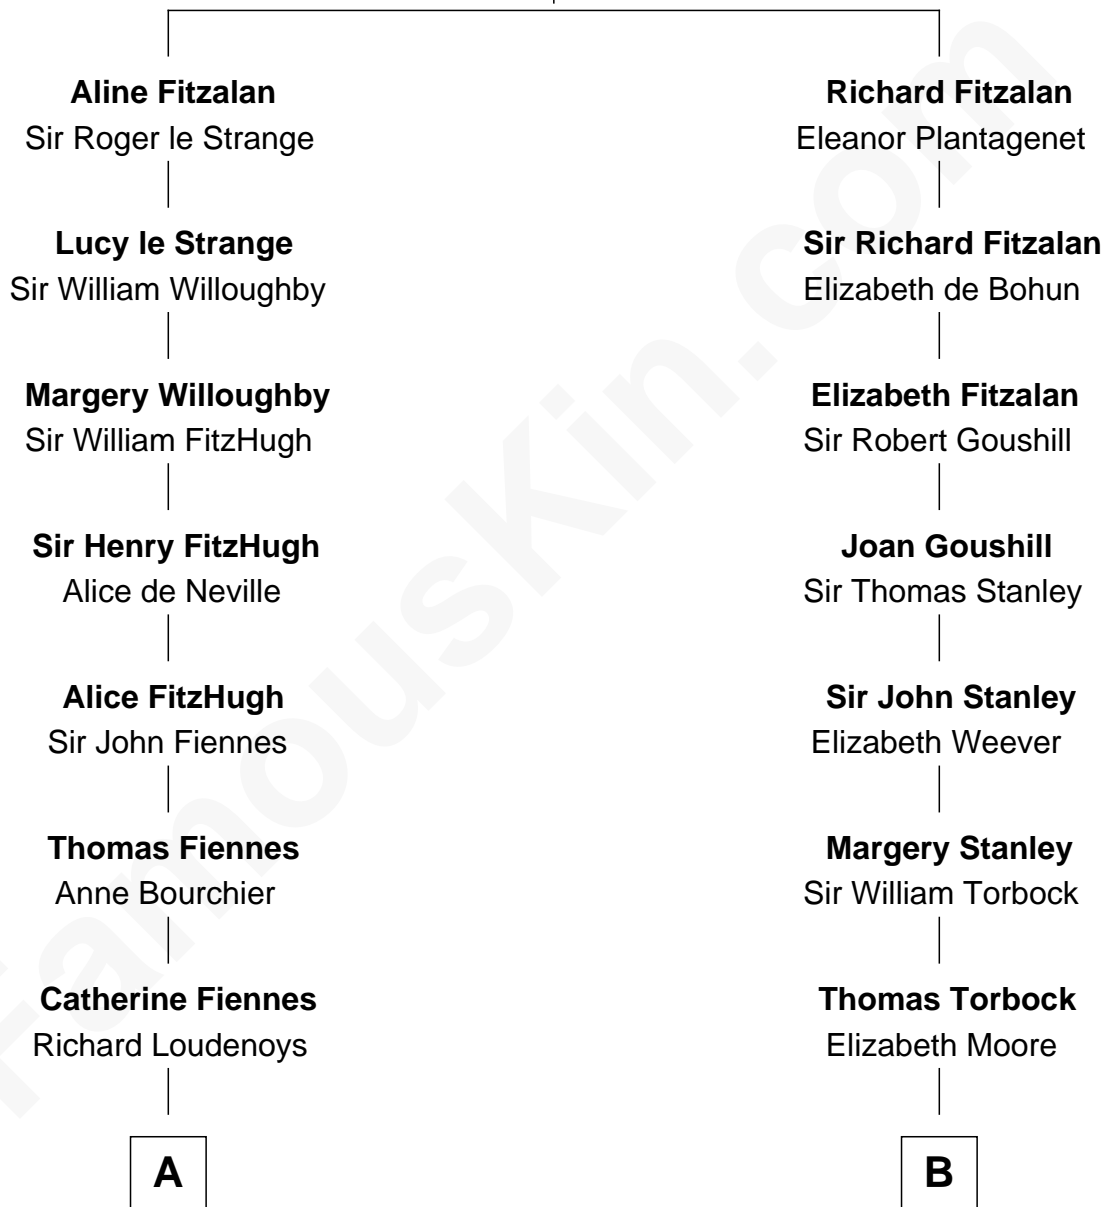 Aline Fitzalan
Sir Roger le Strange
Lucy le Strange
Sir William Willoughby
Margery Willoughby
Sir William FitzHugh
Sir Henry FitzHugh
Alice de Neville
Alice FitzHugh
Sir John Fiennes
Thomas Fiennes
Anne Bourchier
Catherine Fiennes
Richard Loudenoys
A
Richard Fitzalan
Eleanor Plantagenet
Sir Richard Fitzalan
Elizabeth de Bohun
Elizabeth Fitzalan
Sir Robert Goushill
Joan Goushill
Sir Thomas Stanley
Sir John Stanley
Elizabeth Weever
Margery Stanley
Sir William Torbock
Thomas Torbock
Elizabeth Moore
B
FamousKin.com